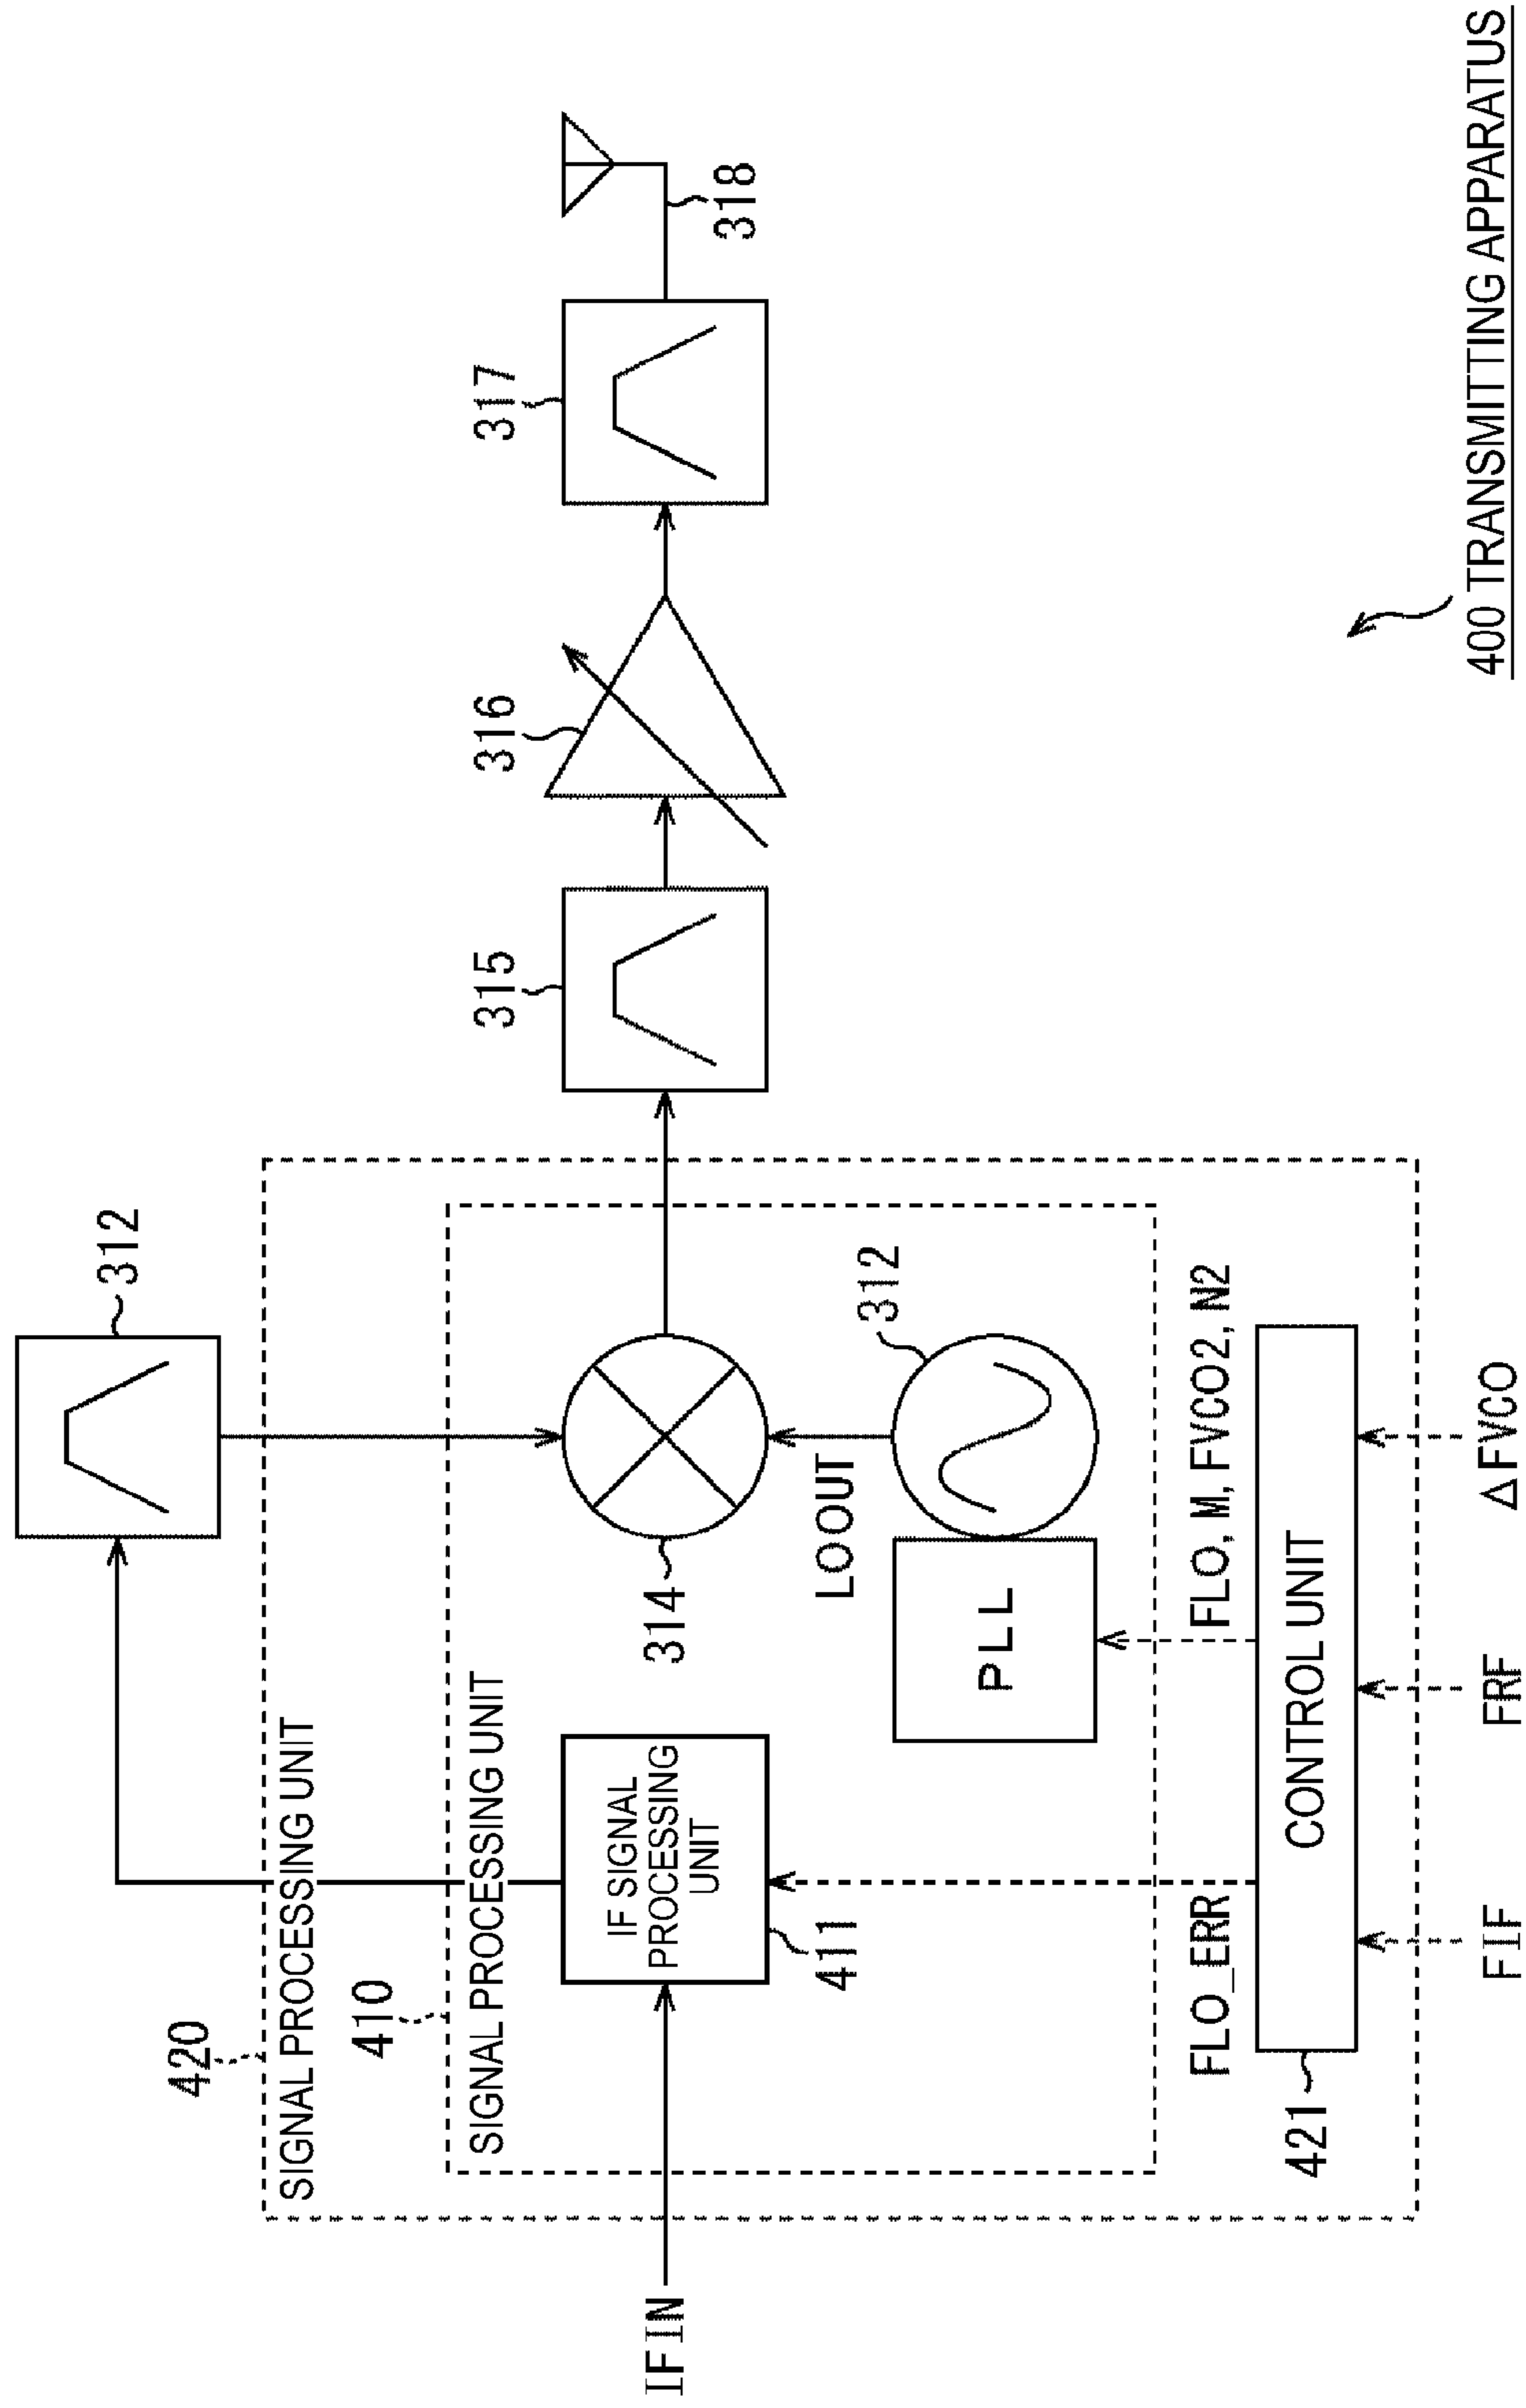 420
SIGNAL PROCESSING UNIT
410
SIGNAL PROCESSING UNIT
312
IFIN
IF SIGNAL
PROCESSING
UNIT
411
314
315
316
317
318
LOOUT
312
PLL
FLO_ERR
FLO, M, FVCO2, N2
421
CONTROL UNIT
FIF
FRF
ΔFVCO
400 TRANSMITTING APPARATUS